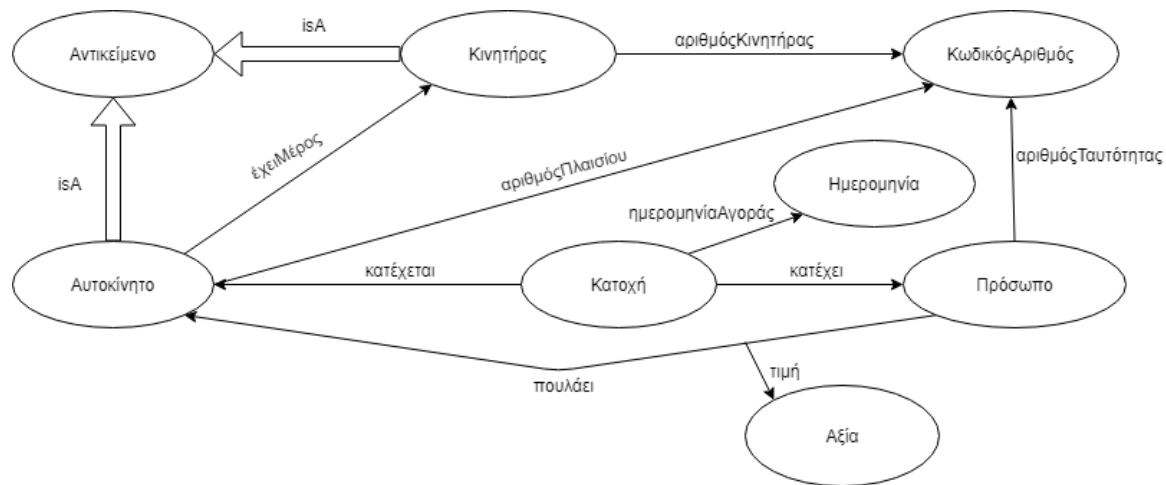 isA
Αντικείμενο
Κινητήρας
αριθμόςΚινητήρας
ΚωδικόςΑριθμός
έχειΜέρος
αριθμόςΠλαισίου
αριθμόςΤαυτότητας
isA
Ημερομηνία
ημερομηνίαΑγοράς
Αυτοκίνητο
κατέχεται
Κατοχή
κατέχει
Πρόσωπο
πουλάει
τιμή
Αξία